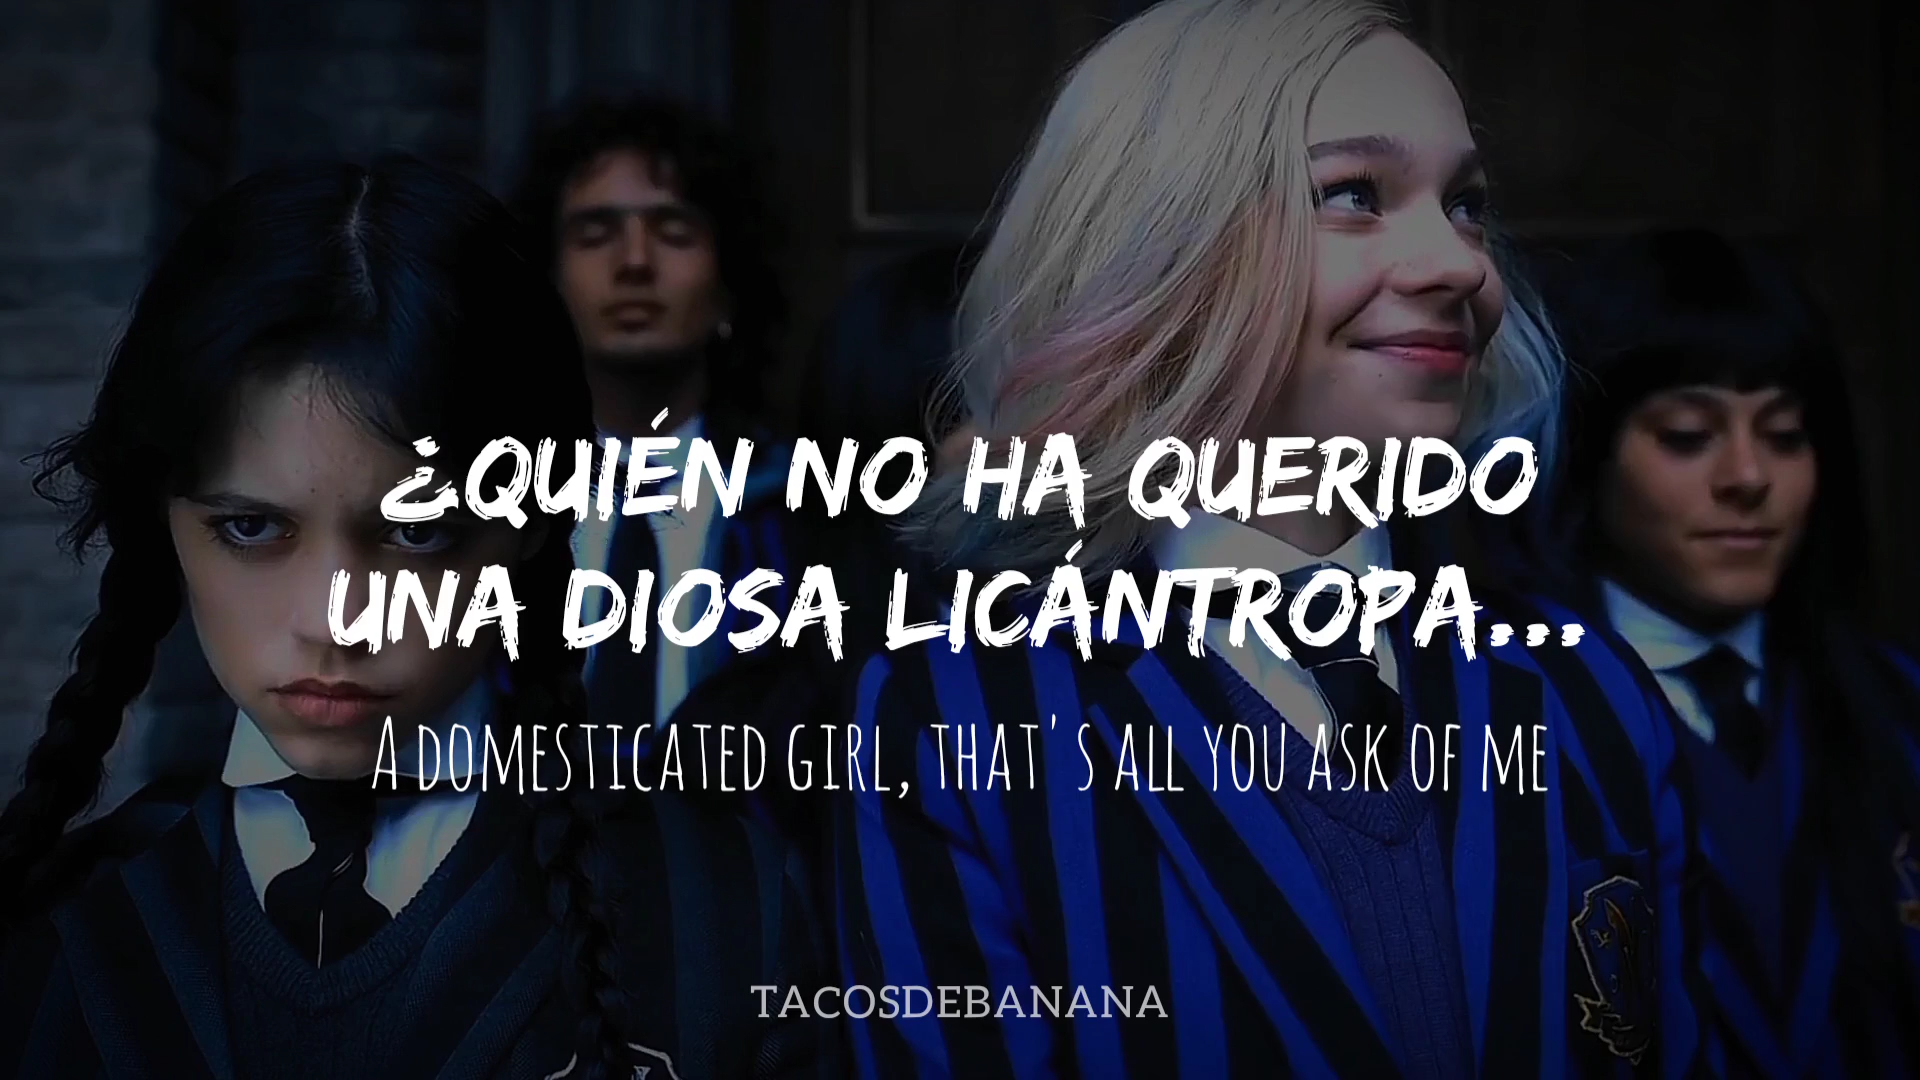 ¿QUIÉN NO HA QUERIDO
UNA DIOSA LICÁNTROPA...
A DOMESTICATED GIRL, THAT'S ALL YOU ASK OF ME
TACOSDEBANANA